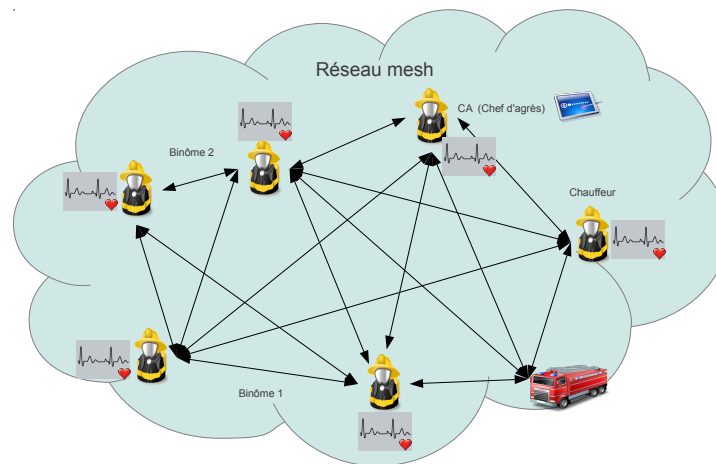 Réseau mesh
CA (Chef d'agrès)
Binôme 2
Chauffeur
Binôme 1